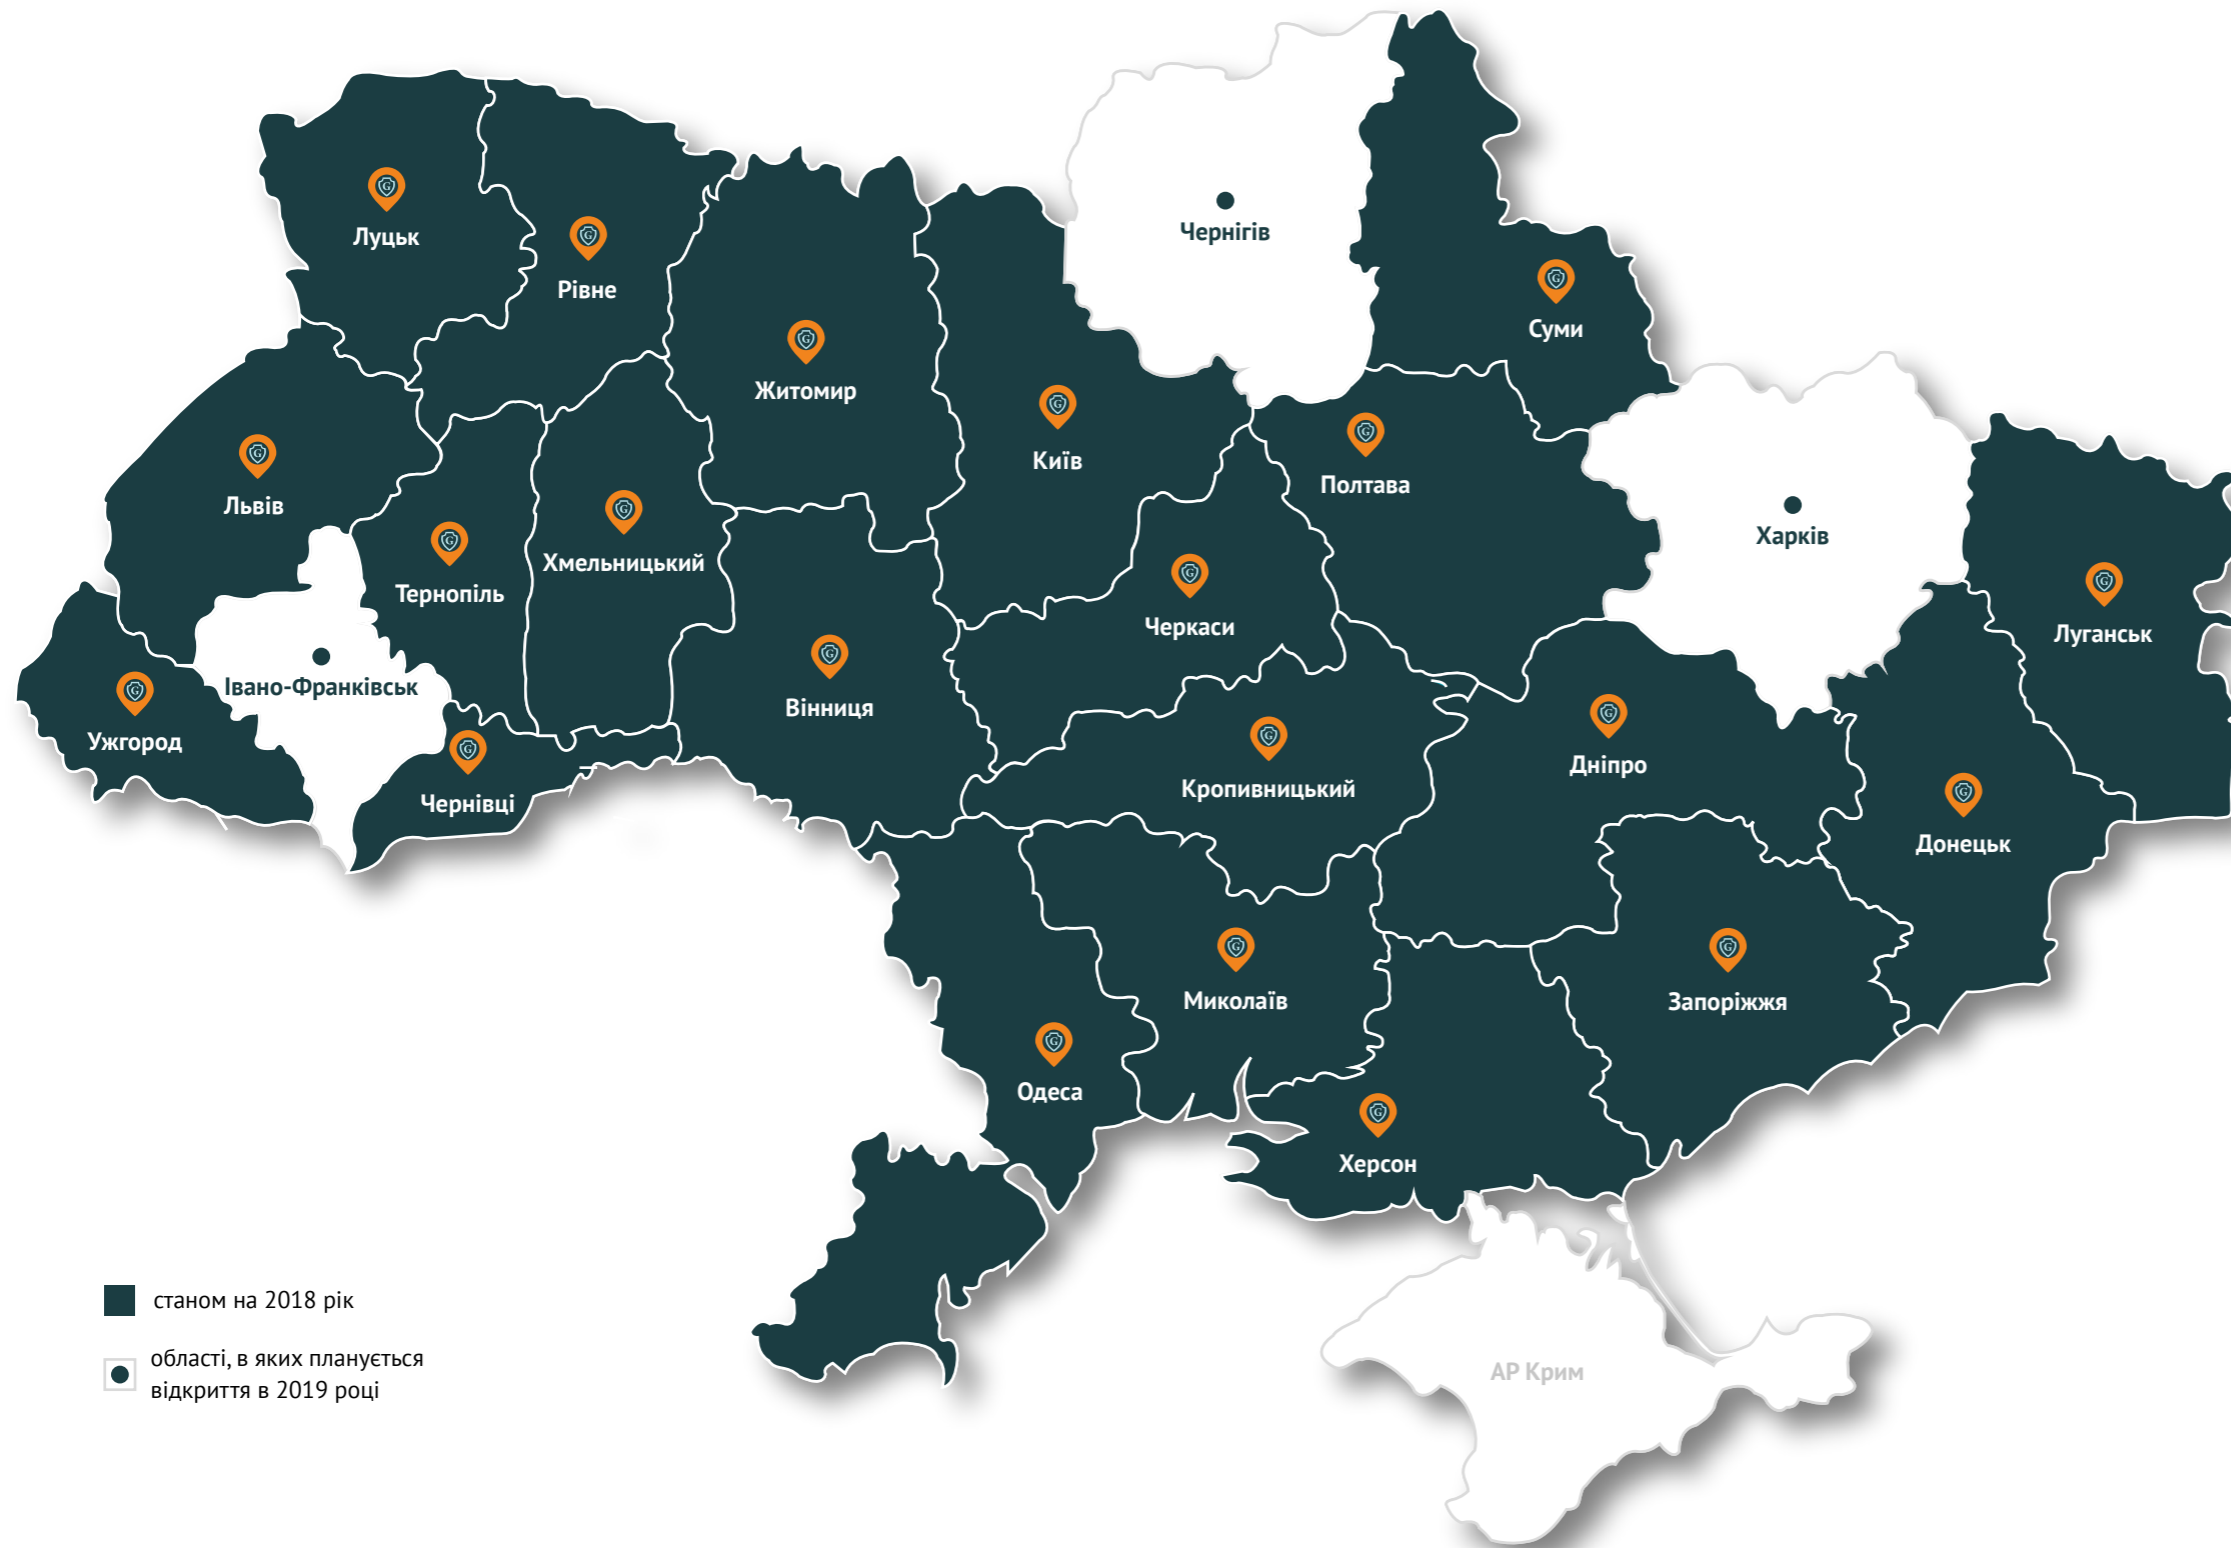 Луцьк
Чернігів
Рівне
Суми
Житомир
Київ
Полтава
Львів
Харків
Хмельницький
Тернопіль
Черкаси
Луганськ
Івано-Франківськ
Вінниця
Ужгород
Дніпро
Кропивницький
Чернівці
Донецьк
Миколаїв
Запоріжжя
Одеса
Херсон
станом на 2018 рік
області, в яких планується
відкриття в 2019 році
АР Крим